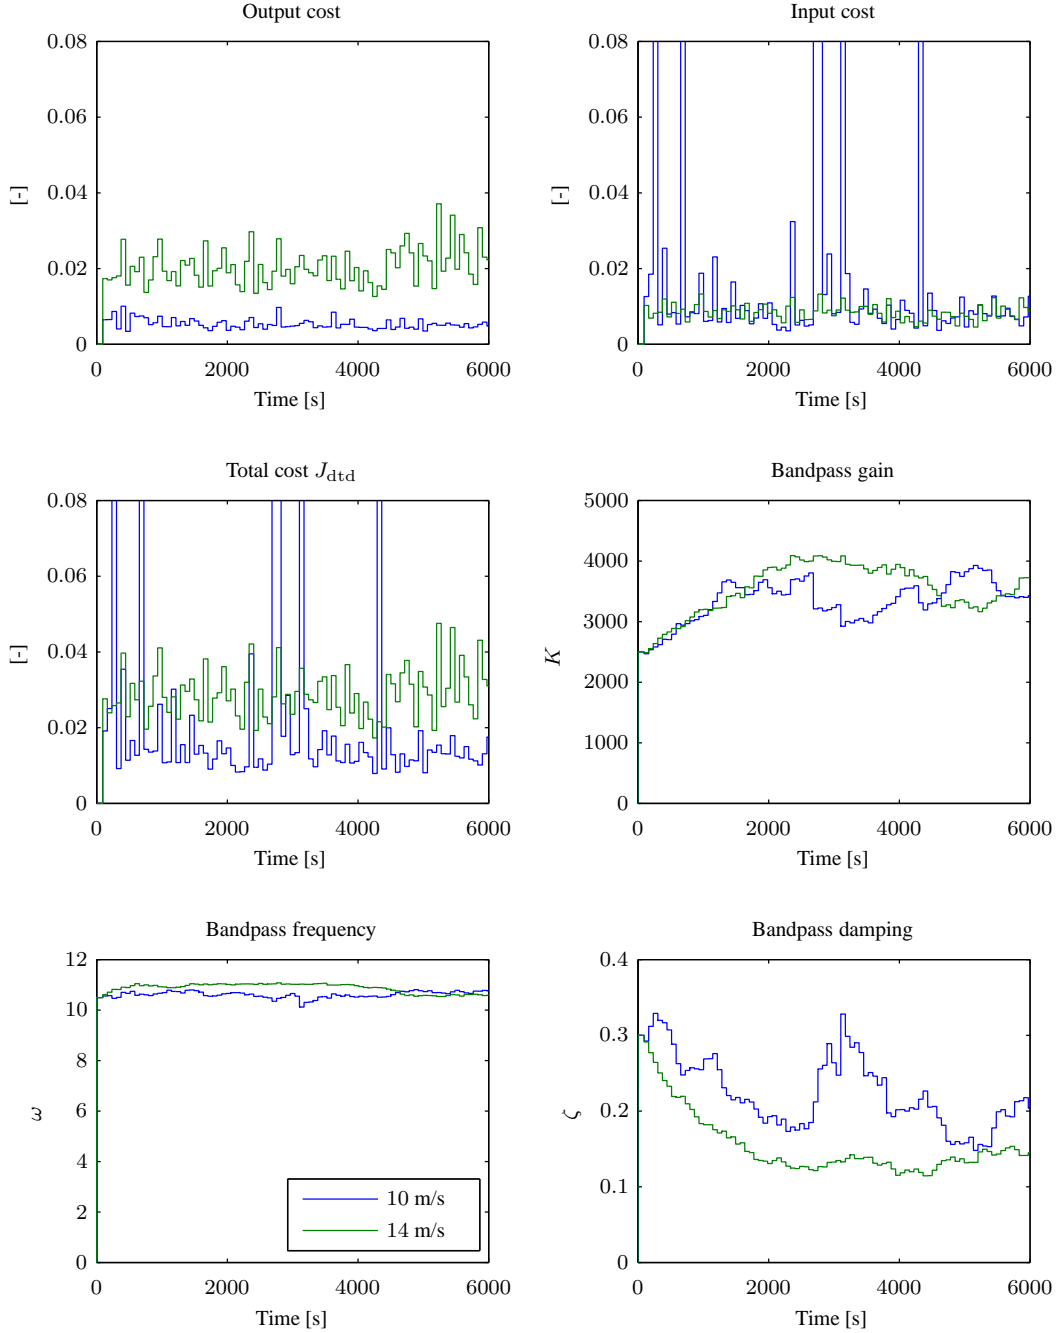 Output cost
0.08
0.06
0.04
0.02
0
[-]
0 2000 4000 6000
Time [s]
Input cost
0.08
0.06
0.04
0.02
0
[-]
0 2000 4000 6000
Time [s]
Total cost J_dtd
0.08
0.06
0.04
0.02
0
[-]
0 2000 4000 6000
Time [s]
Bandpass gain
5000
4000
3000
2000
1000
0
K
0 2000 4000 6000
Time [s]
Bandpass frequency
12
10
8
6
4
2
0
ω
10 m/s
14 m/s
0 2000 4000 6000
Time [s]
Bandpass damping
0.4
0.3
0.2
0.1
0
ζ
0 2000 4000 6000
Time [s]